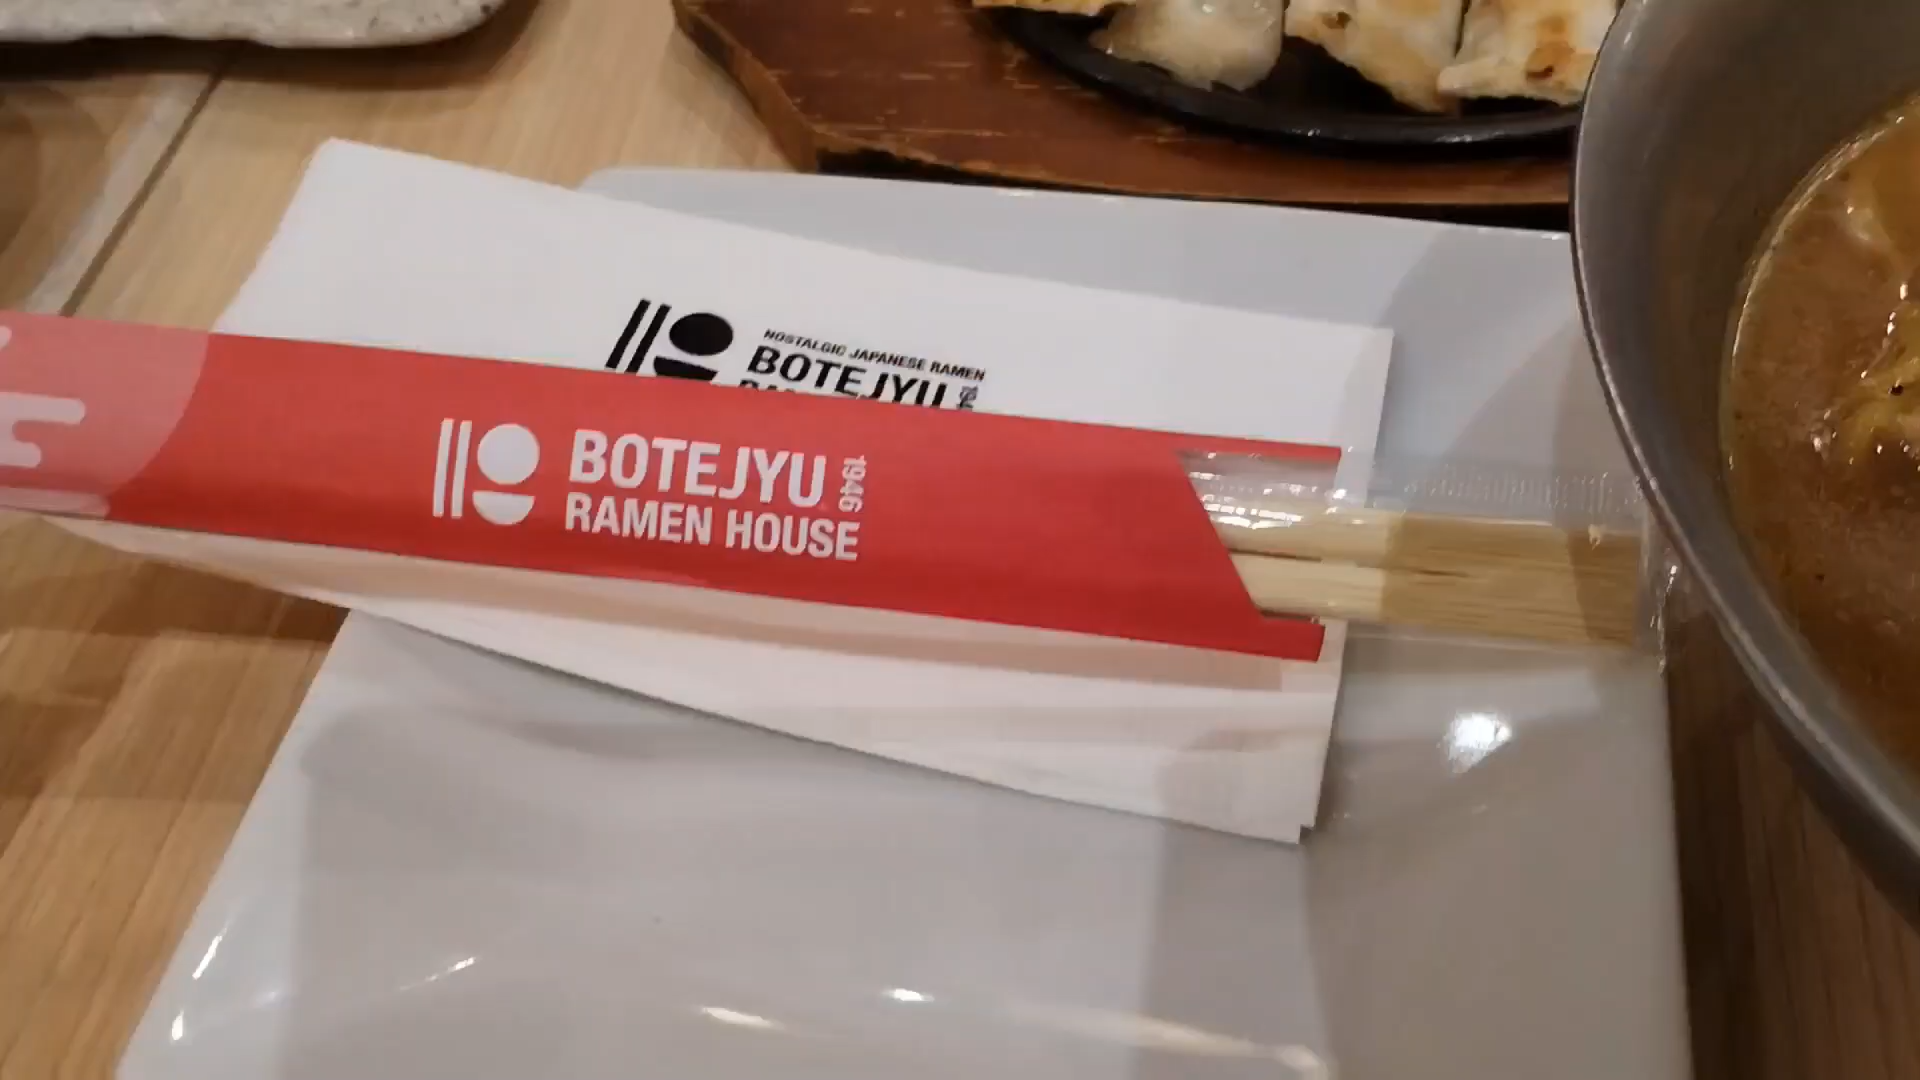 NOSTALGIC JAPANESE RAMEN
BOTEJYU
BOTEJYU 1946
RAMEN HOUSE